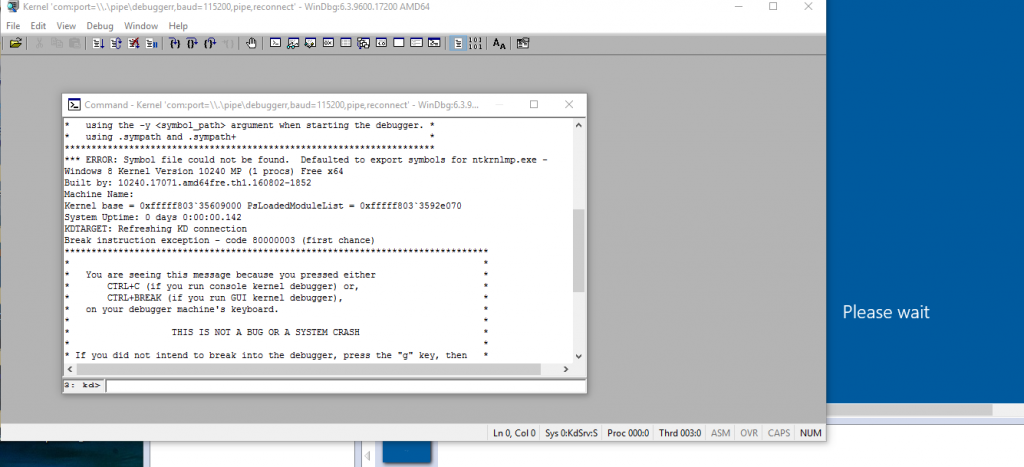 Kernel 'com:port=\\.\pipe\debuggerr,baud=115200,pipe,reconnect' - WinDbg:6.3.9600.17200 AMD64
File Edit View Debug Window Help
Command - Kernel 'com:port=\\.\pipe\debuggerr,baud=115200,pipe,reconnect' - WinDbg:6.3.9...
* using the -y <symbol_path> argument when starting the debugger. *
* using .sympath and .sympath+ *
*********************************************************************
*** ERROR: Symbol file could not be found. Defaulted to export symbols for ntkrnlmp.exe -
Windows 8 Kernel Version 10240 MP (1 procs) Free x64
Built by: 10240.17071.amd64fre.th1.160802-1852
Machine Name:
Kernel base = 0xfffff803`35609000 PsLoadedModuleList = 0xfffff803`3592e070
System Uptime: 0 days 0:00:00.142
KDTARGET: Refreshing KD connection
Break instruction exception - code 80000003 (first chance)
*******************************************************************************
* *
* You are seeing this message because you pressed either *
* CTRL+C (if you run console kernel debugger) or, *
* CTRL+BREAK (if you run GUI kernel debugger), *
* on your debugger machine's keyboard. *
* *
* THIS IS NOT A BUG OR A SYSTEM CRASH *
* *
* If you did not intend to break into the debugger, press the "g" key, then *
3: kd>
Please wait
Ln 0, Col 0 Sys 0:KdSrv:S Proc 000:0 Thrd 003:0 ASM OVR CAPS NUM